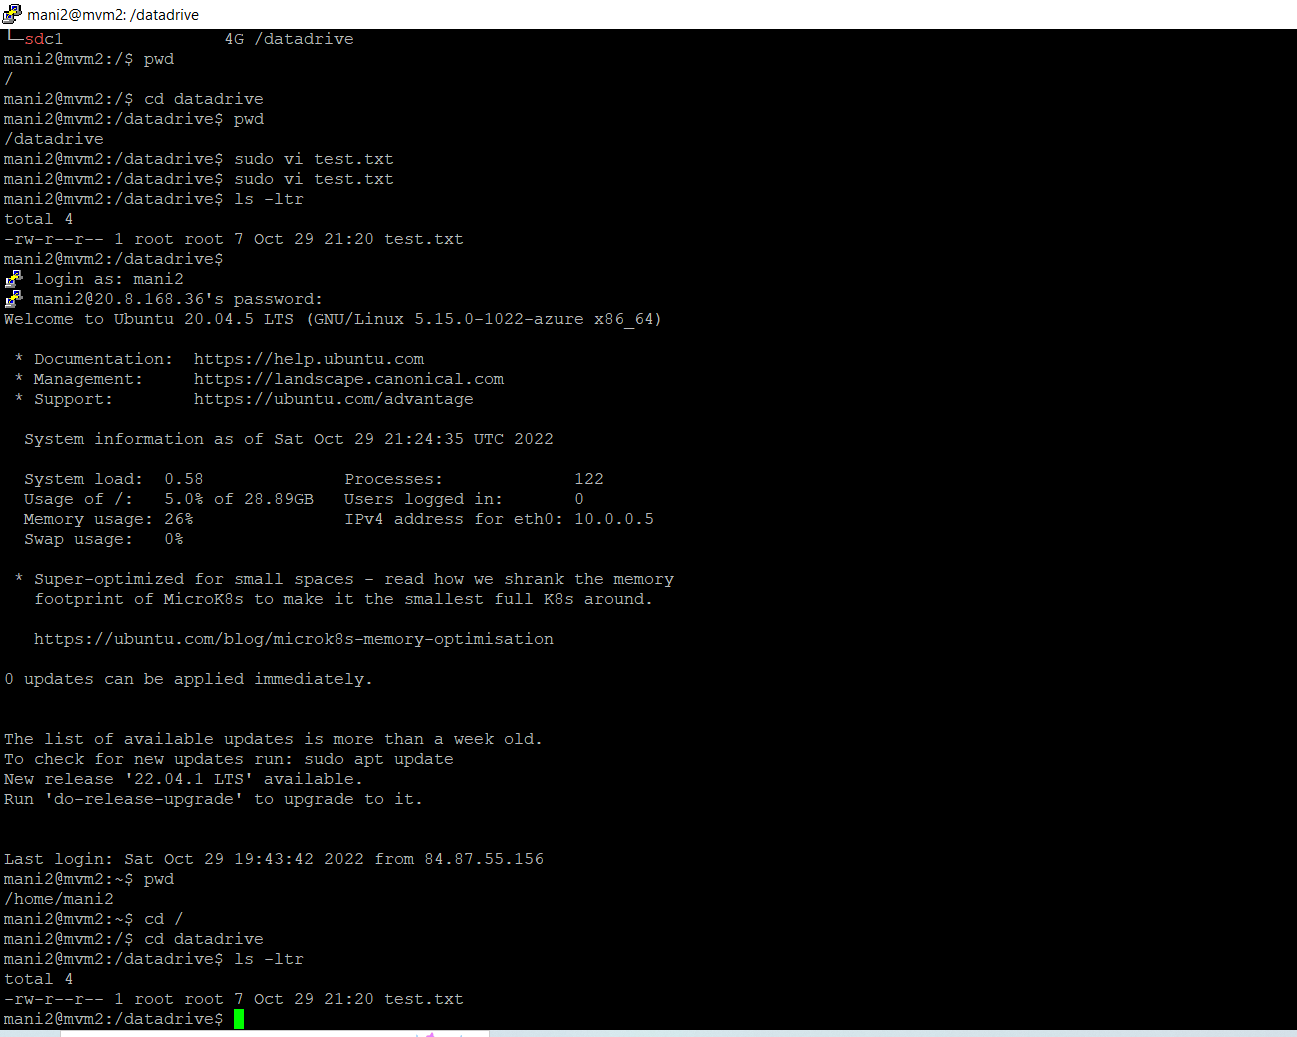 mani2@mvm2: /datadrive
└─sdc1                4G /datadrive
mani2@mvm2:/$ pwd
/
mani2@mvm2:/$ cd datadrive
mani2@mvm2:/datadrive$ pwd
/datadrive
mani2@mvm2:/datadrive$ sudo vi test.txt
mani2@mvm2:/datadrive$ sudo vi test.txt
mani2@mvm2:/datadrive$ ls -ltr
total 4
-rw-r--r-- 1 root root 7 Oct 29 21:20 test.txt
mani2@mvm2:/datadrive$
login as: mani2
mani2@20.8.168.36's password:
Welcome to Ubuntu 20.04.5 LTS (GNU/Linux 5.15.0-1022-azure x86_64)
 * Documentation:  https://help.ubuntu.com
 * Management:     https://landscape.canonical.com
 * Support:        https://ubuntu.com/advantage
  System information as of Sat Oct 29 21:24:35 UTC 2022
  System load:  0.58              Processes:             122
  Usage of /:   5.0% of 28.89GB   Users logged in:       0
  Memory usage: 26%               IPv4 address for eth0: 10.0.0.5
  Swap usage:   0%
 * Super-optimized for small spaces - read how we shrank the memory
   footprint of MicroK8s to make it the smallest full K8s around.
   https://ubuntu.com/blog/microk8s-memory-optimisation
0 updates can be applied immediately.
The list of available updates is more than a week old.
To check for new updates run: sudo apt update
New release '22.04.1 LTS' available.
Run 'do-release-upgrade' to upgrade to it.
Last login: Sat Oct 29 19:43:42 2022 from 84.87.55.156
mani2@mvm2:~$ pwd
/home/mani2
mani2@mvm2:~$ cd /
mani2@mvm2:/$ cd datadrive
mani2@mvm2:/datadrive$ ls -ltr
total 4
-rw-r--r-- 1 root root 7 Oct 29 21:20 test.txt
mani2@mvm2:/datadrive$